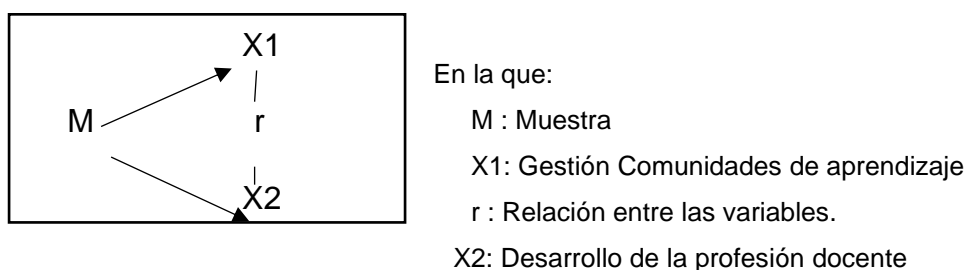 X1
M
r
X2
En la que:
M : Muestra
X1: Gestión Comunidades de aprendizaje
r : Relación entre las variables.
X2: Desarrollo de la profesión docente